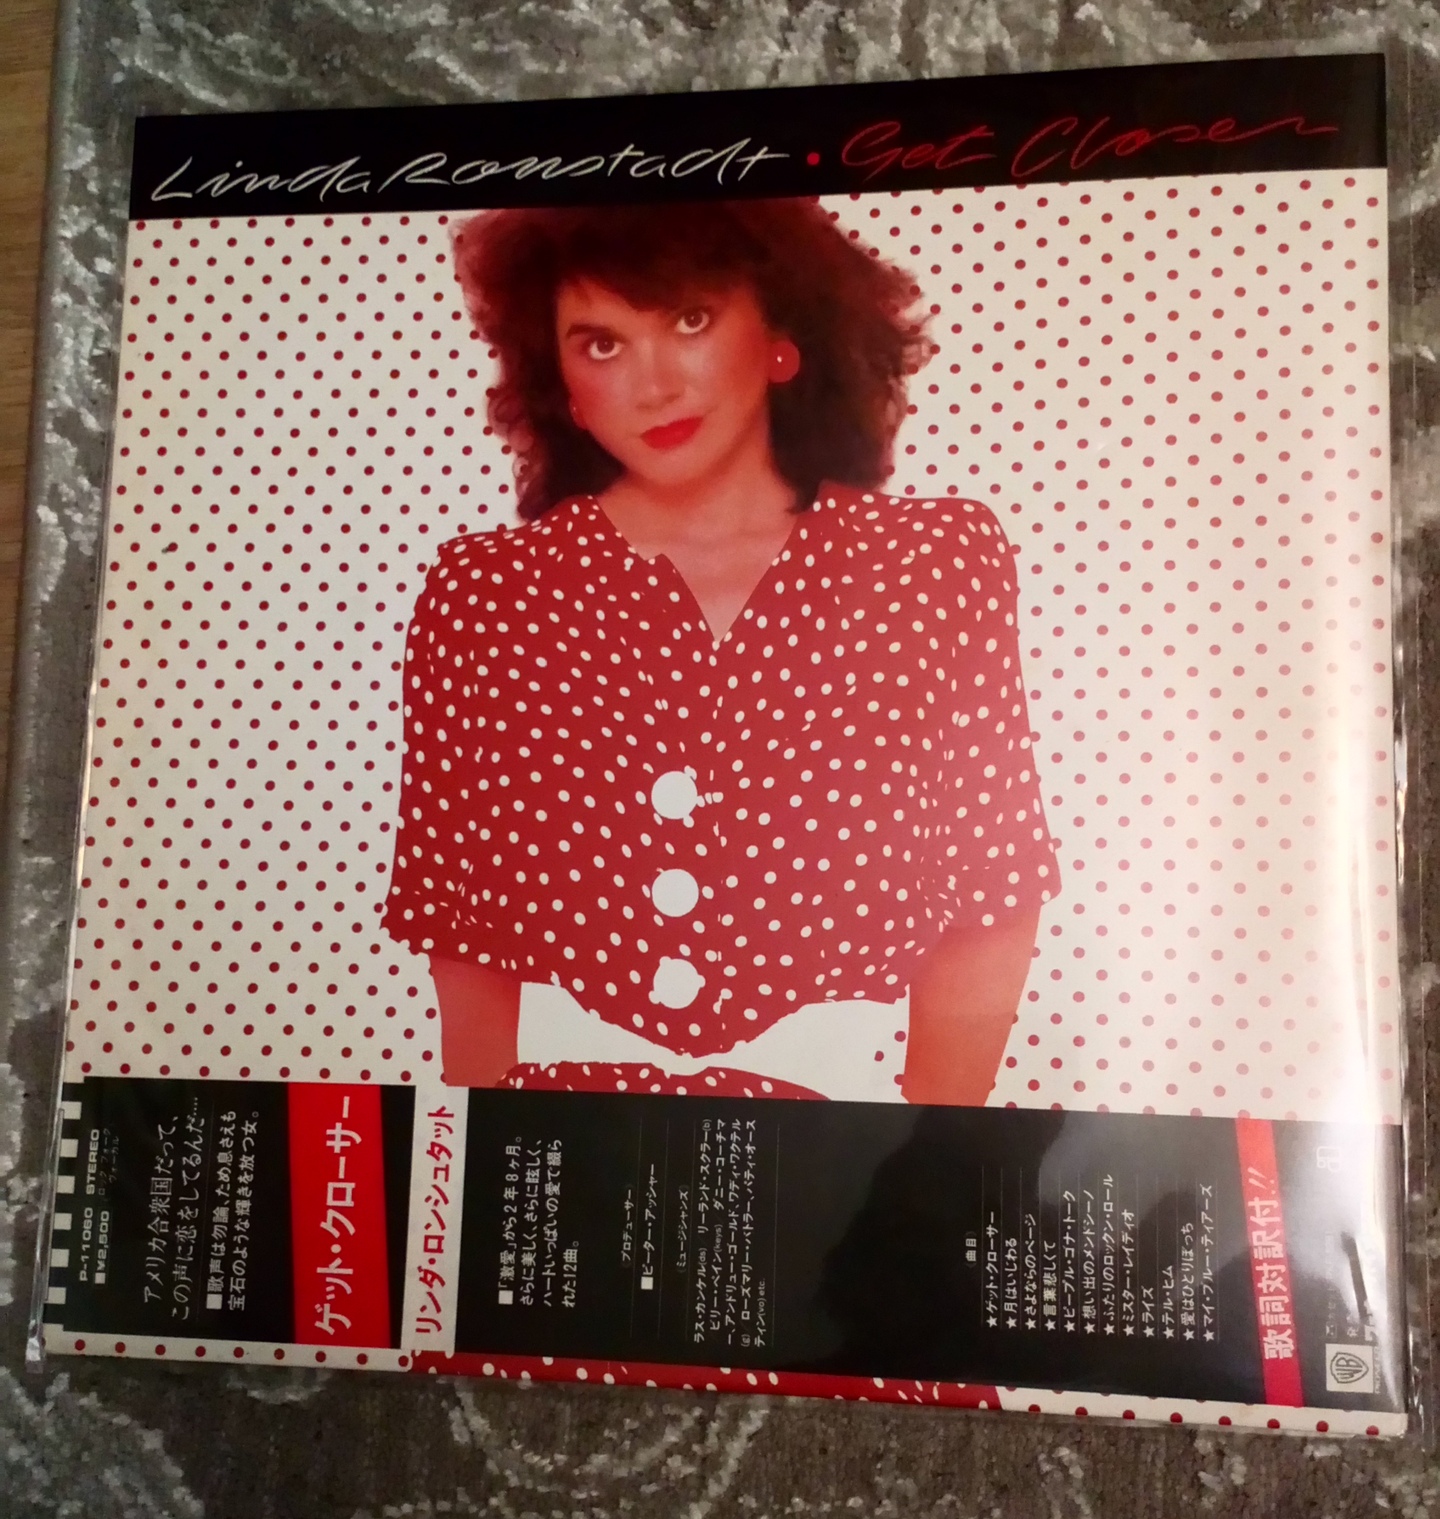 Linda Ronstadt • Get Closer
P-11060 STEREO
■¥2,500
ロック・フォーク
ヴォーカル
アメリカ合衆国だって、
この声に恋をしてるんだ…
■歌声は勿論、ため息さえも
宝石のような輝きを放つ女。
ゲット・クローサー
リンダ・ロンシュタット
■「激愛」から2年8ヶ月。
さらに美しく、さらに眩しく、
ハートいっぱいの愛で綴ら
れた12曲。
プロデューサー
■ピーター・アッシャー
ミュージシャンズ
ラス・カンケル(ds) リーランド・スクラー(b)
ビリー・ペイン(keys) ダニー・コーチマ
ー、アンドリュー・ゴールド、ワディ・ワクテル
(g) ローズマリー・バトラー、パティ・オース
ティン(vo) etc.
曲目
★ゲット・クローサー
★月はいじわる
★さよならのページ
★言葉悲しくて
★ピープル・ゴナ・トーク
★想い出のメントシーノ
★ふたりのロックン・ロール
★ミスター・レイディオ
★ライズ
★テル・ヒム
★愛はひとりぼっち
★マイ・ブルー・ティアーズ
歌詞対訳付!!
WB